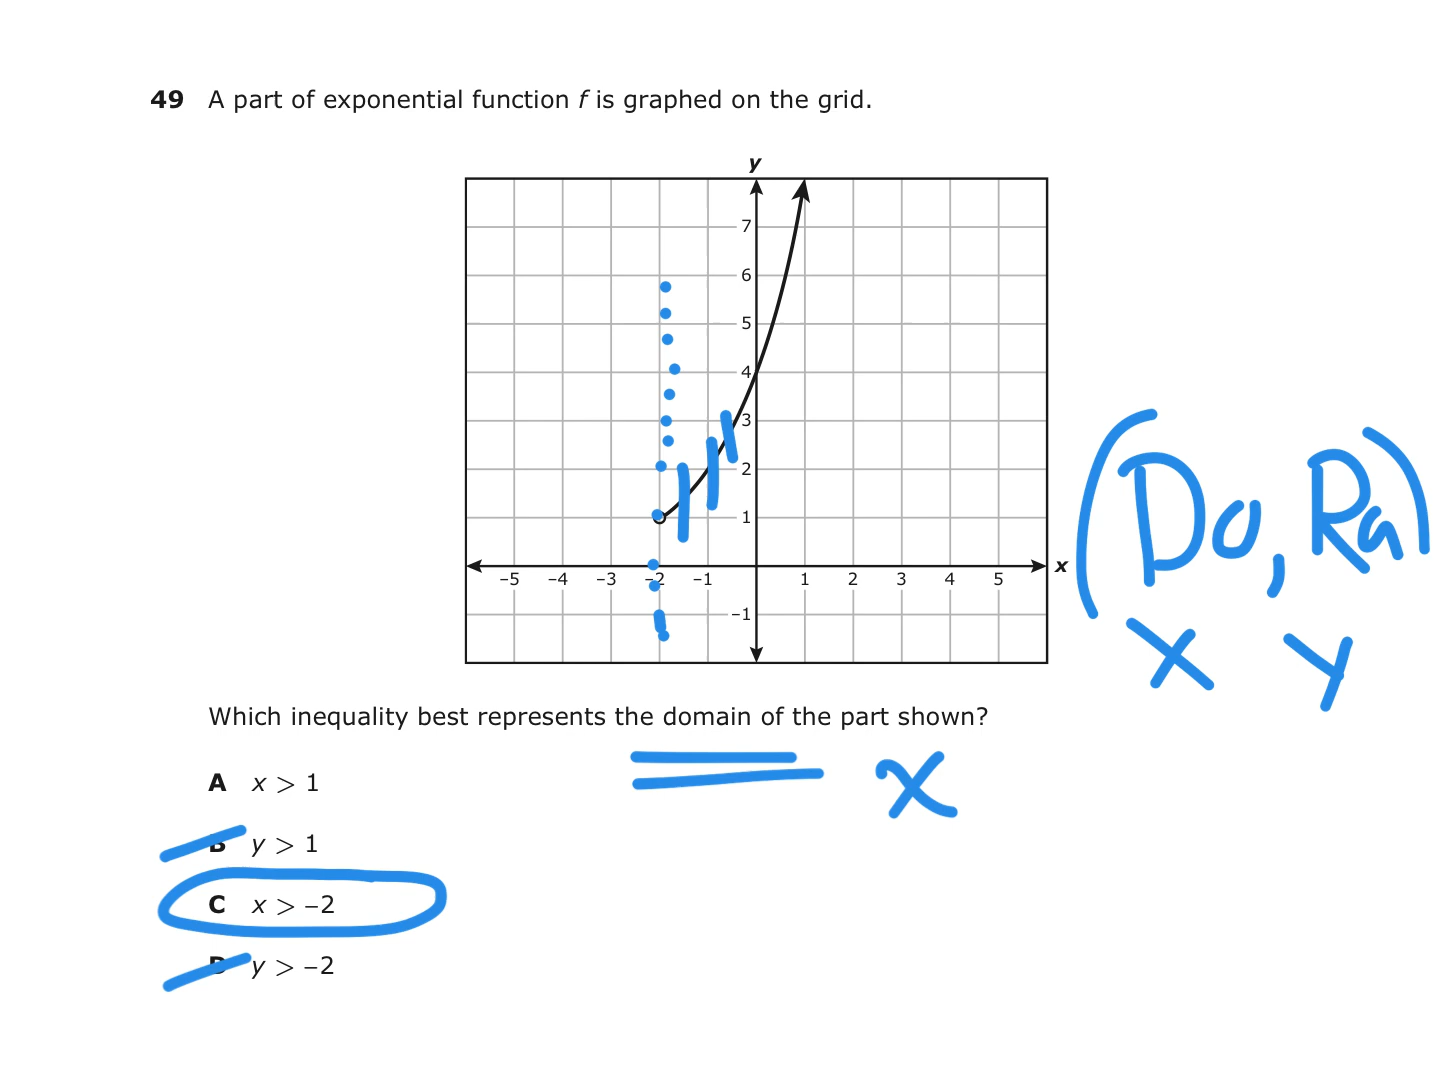 49 A part of exponential function f is graphed on the grid.
y
7
6
5
4
3
2
1
−5 −4 −3 −2 −1 1 2 3 4 5 x
−1
(Do, Ra)
X Y
Which inequality best represents the domain of the part shown?
x
A x > 1
B y > 1
C x > −2
D y > −2